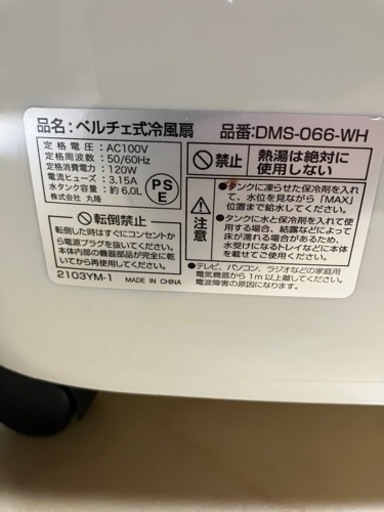 品名：ペルチェ式冷風扇 品番：DMS-066-WH
定格電圧：AC100V
定格周波数：50/60Hz
定格消費電力：120W
電流ヒューズ：3.15A
水タンク容量：約6.0L
株式会社 丸隆
PS
E
転倒禁止
転倒した時はすぐにコンセント
から電源プラグを抜いてください。
本体内部の機器部品が完全に乾
いてから再使用してください。
2103YM-1 MADE IN CHINA
禁止
熱湯は絶対に
使用しない
注意
●タンクに凍らせた保冷剤を入れ
て、水位を見ながら「MAX」
位置まで給水してください。
●タンクに水と保冷剤を入れて使
用する場合、結露などによって
床が濡れる場合があるため、
水受けになるトレイなどに本体を
載せてご使用ください。
●テレビ、パソコン、ラジオなどの家庭用
電気機器から1m以上離してください。
電波障害の原因になります。